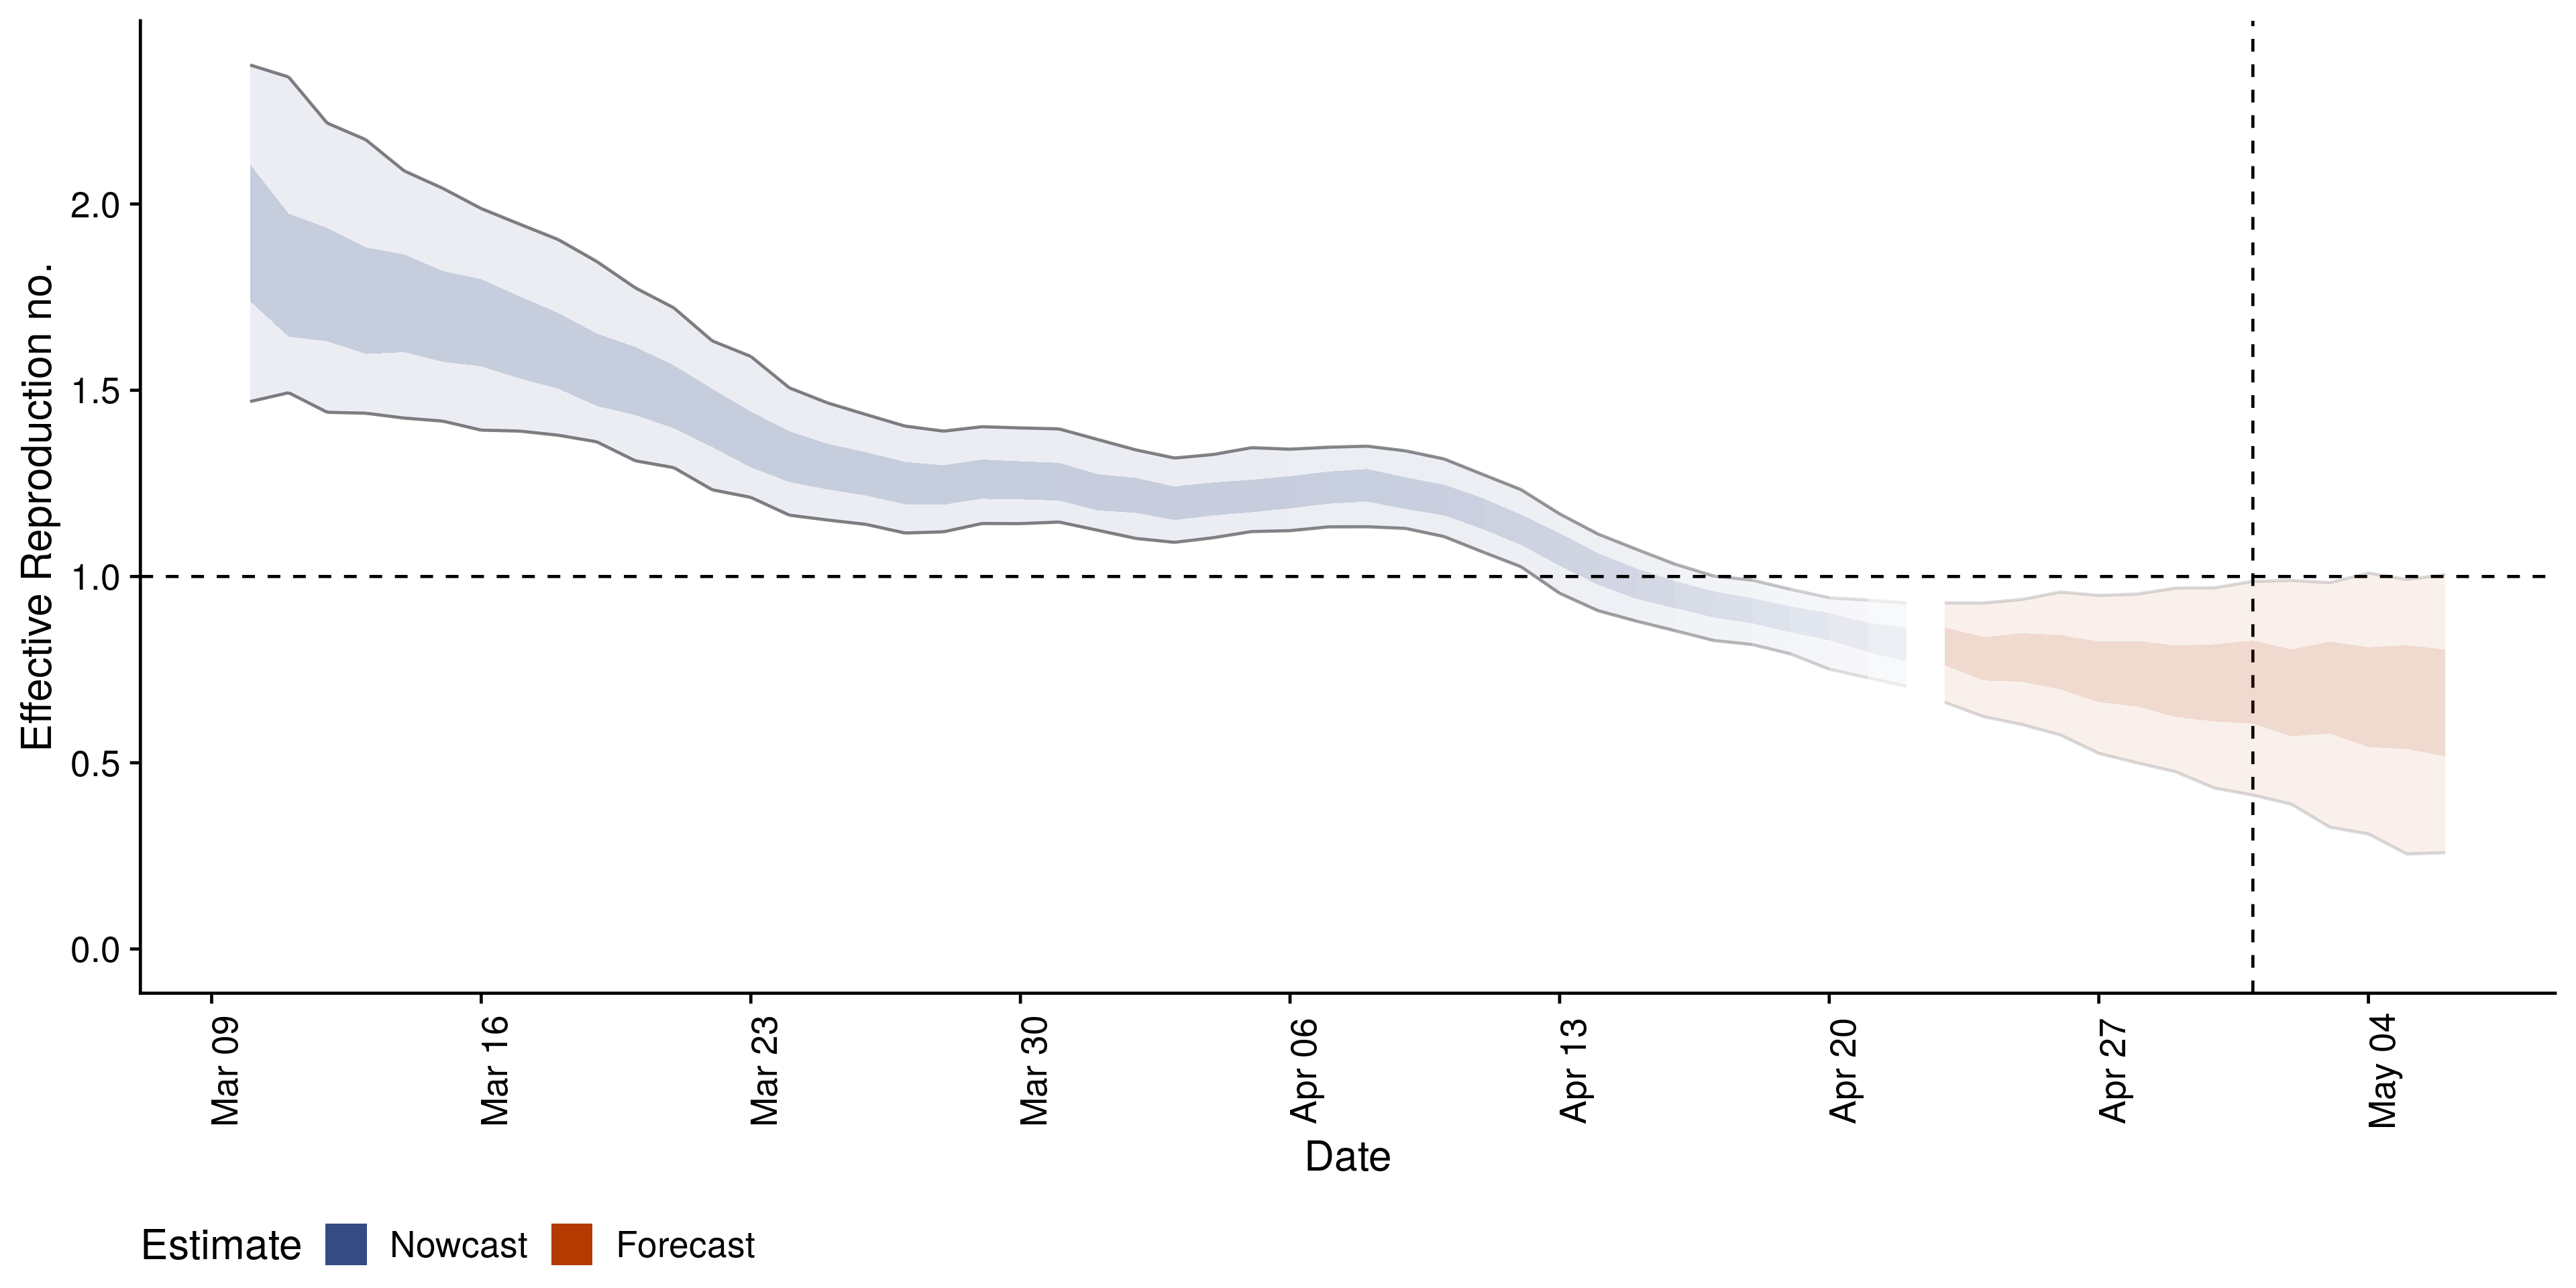 Effective Reproduction no.
2.0
1.5
1.0
0.5
0.0
Mar 09
Mar 16
Mar 23
Mar 30
Apr 06
Apr 13
Apr 20
Apr 27
May 04
Date
Estimate Nowcast Forecast